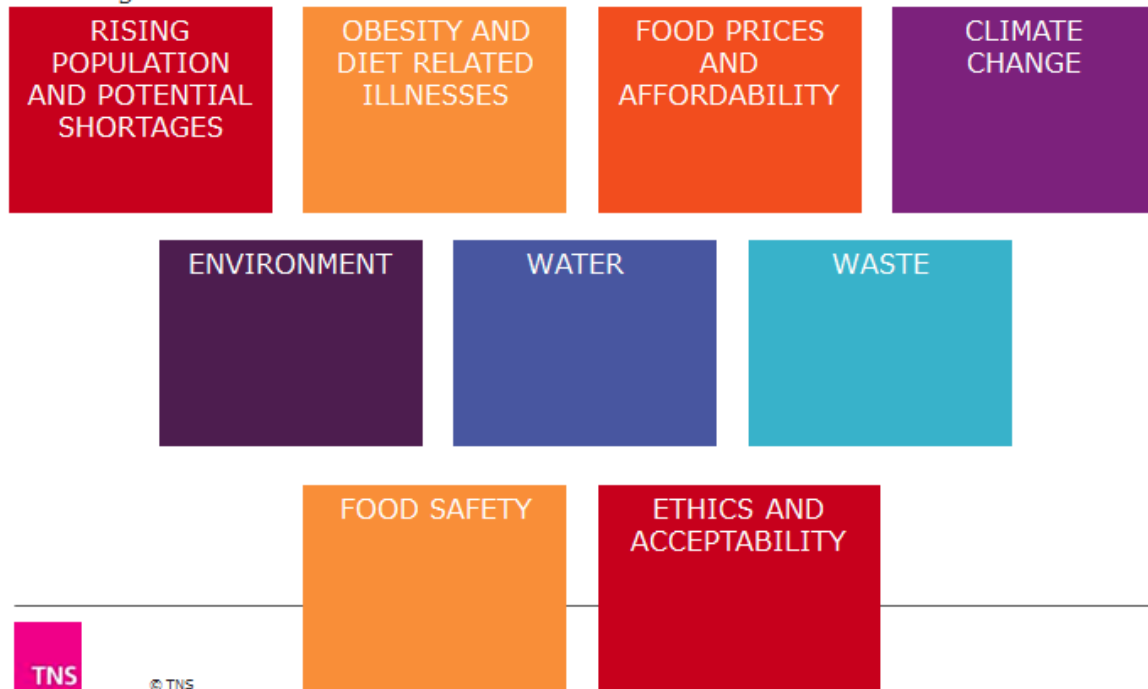 RISING
POPULATION
AND POTENTIAL
SHORTAGES
OBESITY AND
DIET RELATED
ILLNESSES
FOOD PRICES
AND
AFFORDABILITY
CLIMATE
CHANGE
ENVIRONMENT
WATER
WASTE
FOOD SAFETY
ETHICS AND
ACCEPTABILITY
TNS
© TNS